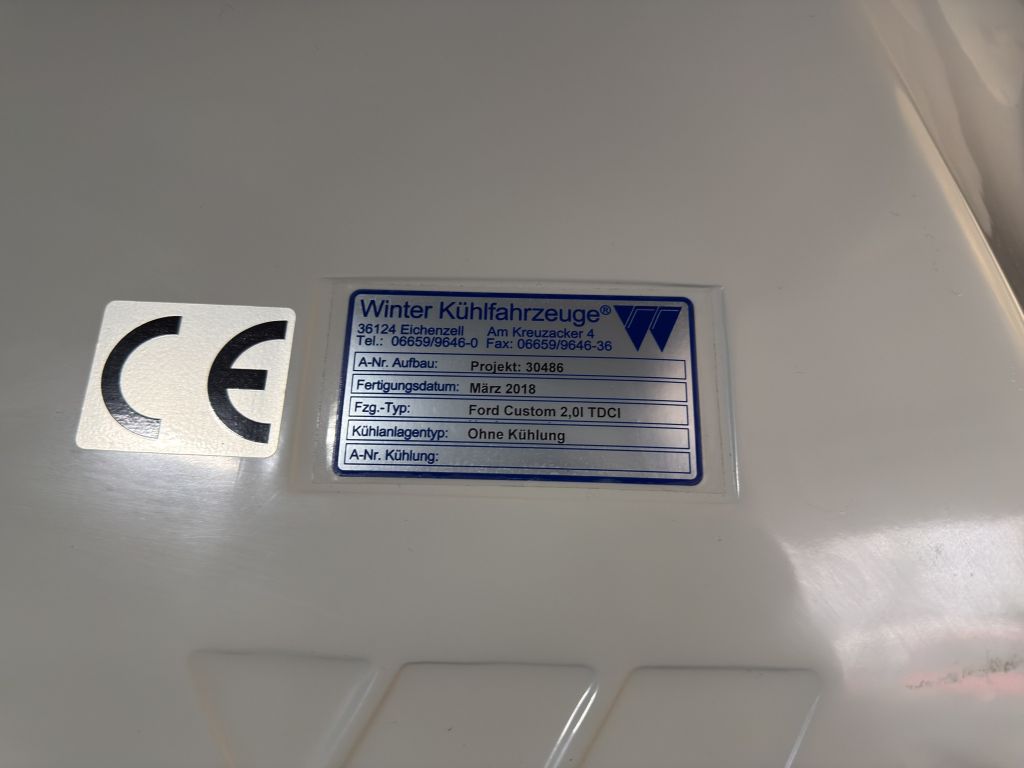 CE
Winter Kühlfahrzeuge®
36124 Eichenzell Am Kreuzacker 4
Tel.: 06659/9646-0 Fax: 06659/9646-36
A-Nr. Aufbau: Projekt: 30486
Fertigungsdatum: März 2018
Fzg.-Typ: Ford Custom 2,0l TDCI
Kühlanlagentyp: Ohne Kühlung
A-Nr. Kühlung: